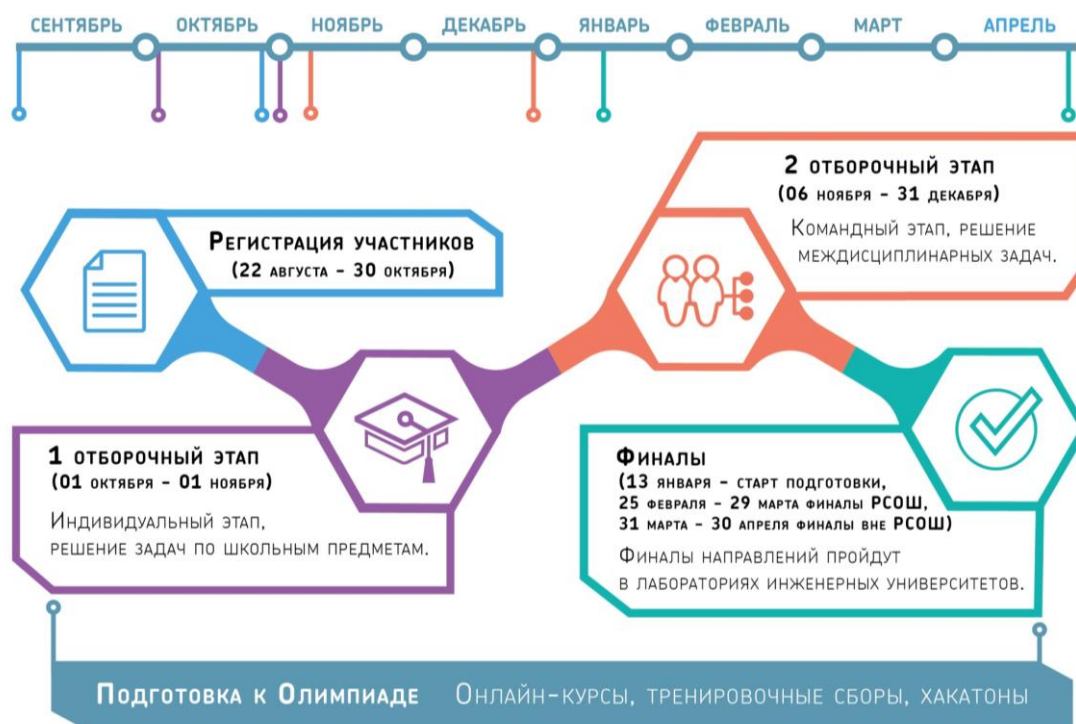 СЕНТЯБРЬ ОКТЯБРЬ НОЯБРЬ ДЕКАБРЬ ЯНВАРЬ ФЕВРАЛЬ МАРТ АПРЕЛЬ
Регистрация участников
(22 августа – 30 октября)
2 отборочный этап
(06 ноября – 31 декабря)
Командный этап, решение
междисциплинарных задач.
1 отборочный этап
(01 октября – 01 ноября)
Индивидуальный этап,
решение задач по школьным предметам.
Финалы
(13 января – старт подготовки,
25 февраля – 29 марта финалы РСОШ,
31 марта – 30 апреля финалы вне РСОШ)
Финалы направлений пройдут
в лабораториях инженерных университетов.
Подготовка к Олимпиаде Онлайн-курсы, тренировочные сборы, хакатоны